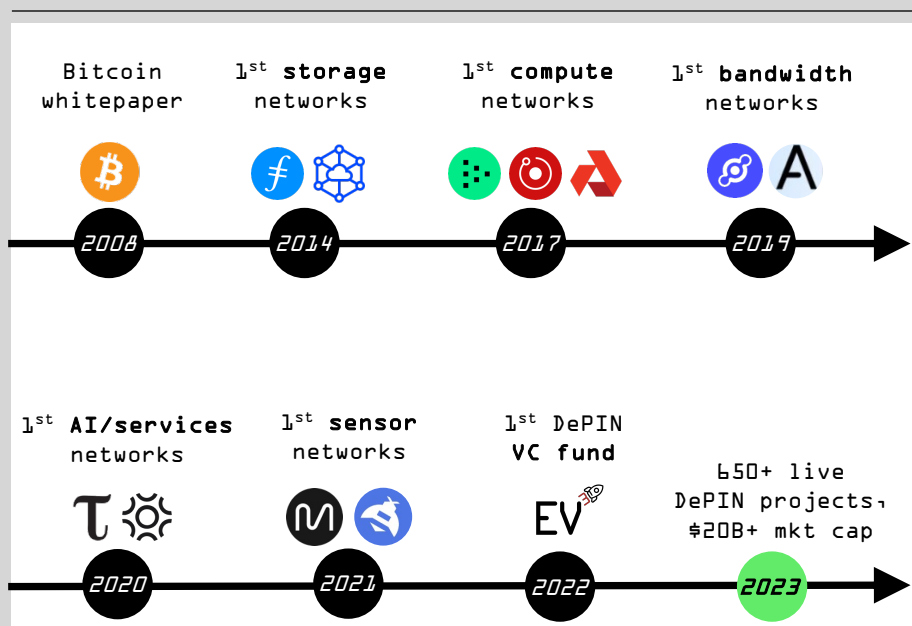 Bitcoin
whitepaper
1st storage
networks
1st compute
networks
1st bandwidth
networks
2008
2014
2017
2019
1st AI/services
networks
1st sensor
networks
1st DePIN
VC fund
EV
650+ live
DePIN projects,
$20B+ mkt cap
2020
2021
2022
2023